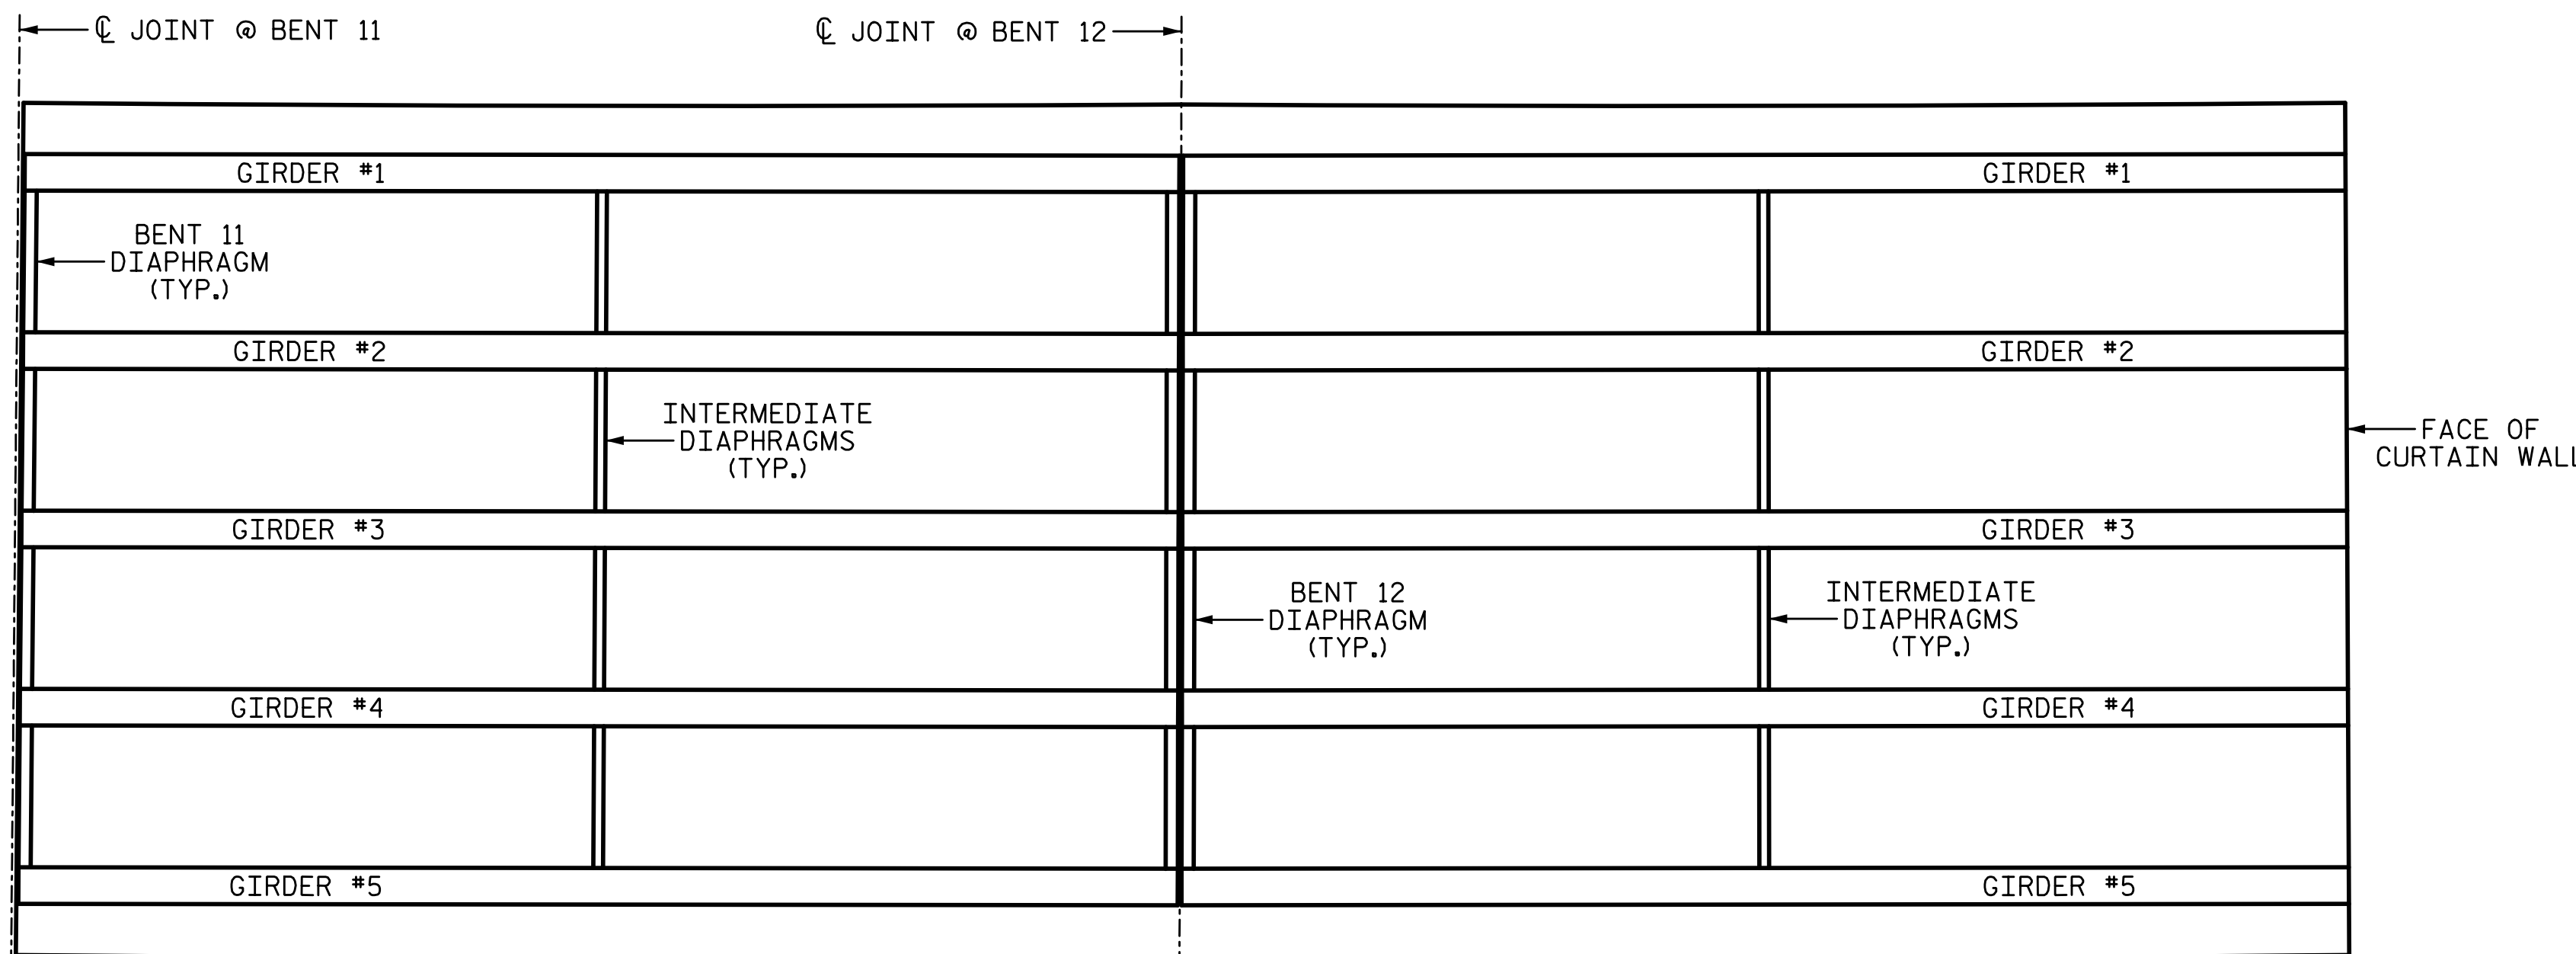 ℄ JOINT @ BENT 11
℄ JOINT @ BENT 12
GIRDER #1
GIRDER #1
BENT 11
DIAPHRAGM
(TYP.)
GIRDER #2
GIRDER #2
INTERMEDIATE
DIAPHRAGMS
(TYP.)
FACE OF
CURTAIN WALL
GIRDER #3
GIRDER #3
BENT 12
DIAPHRAGM
(TYP.)
INTERMEDIATE
DIAPHRAGMS
(TYP.)
GIRDER #4
GIRDER #4
GIRDER #5
GIRDER #5